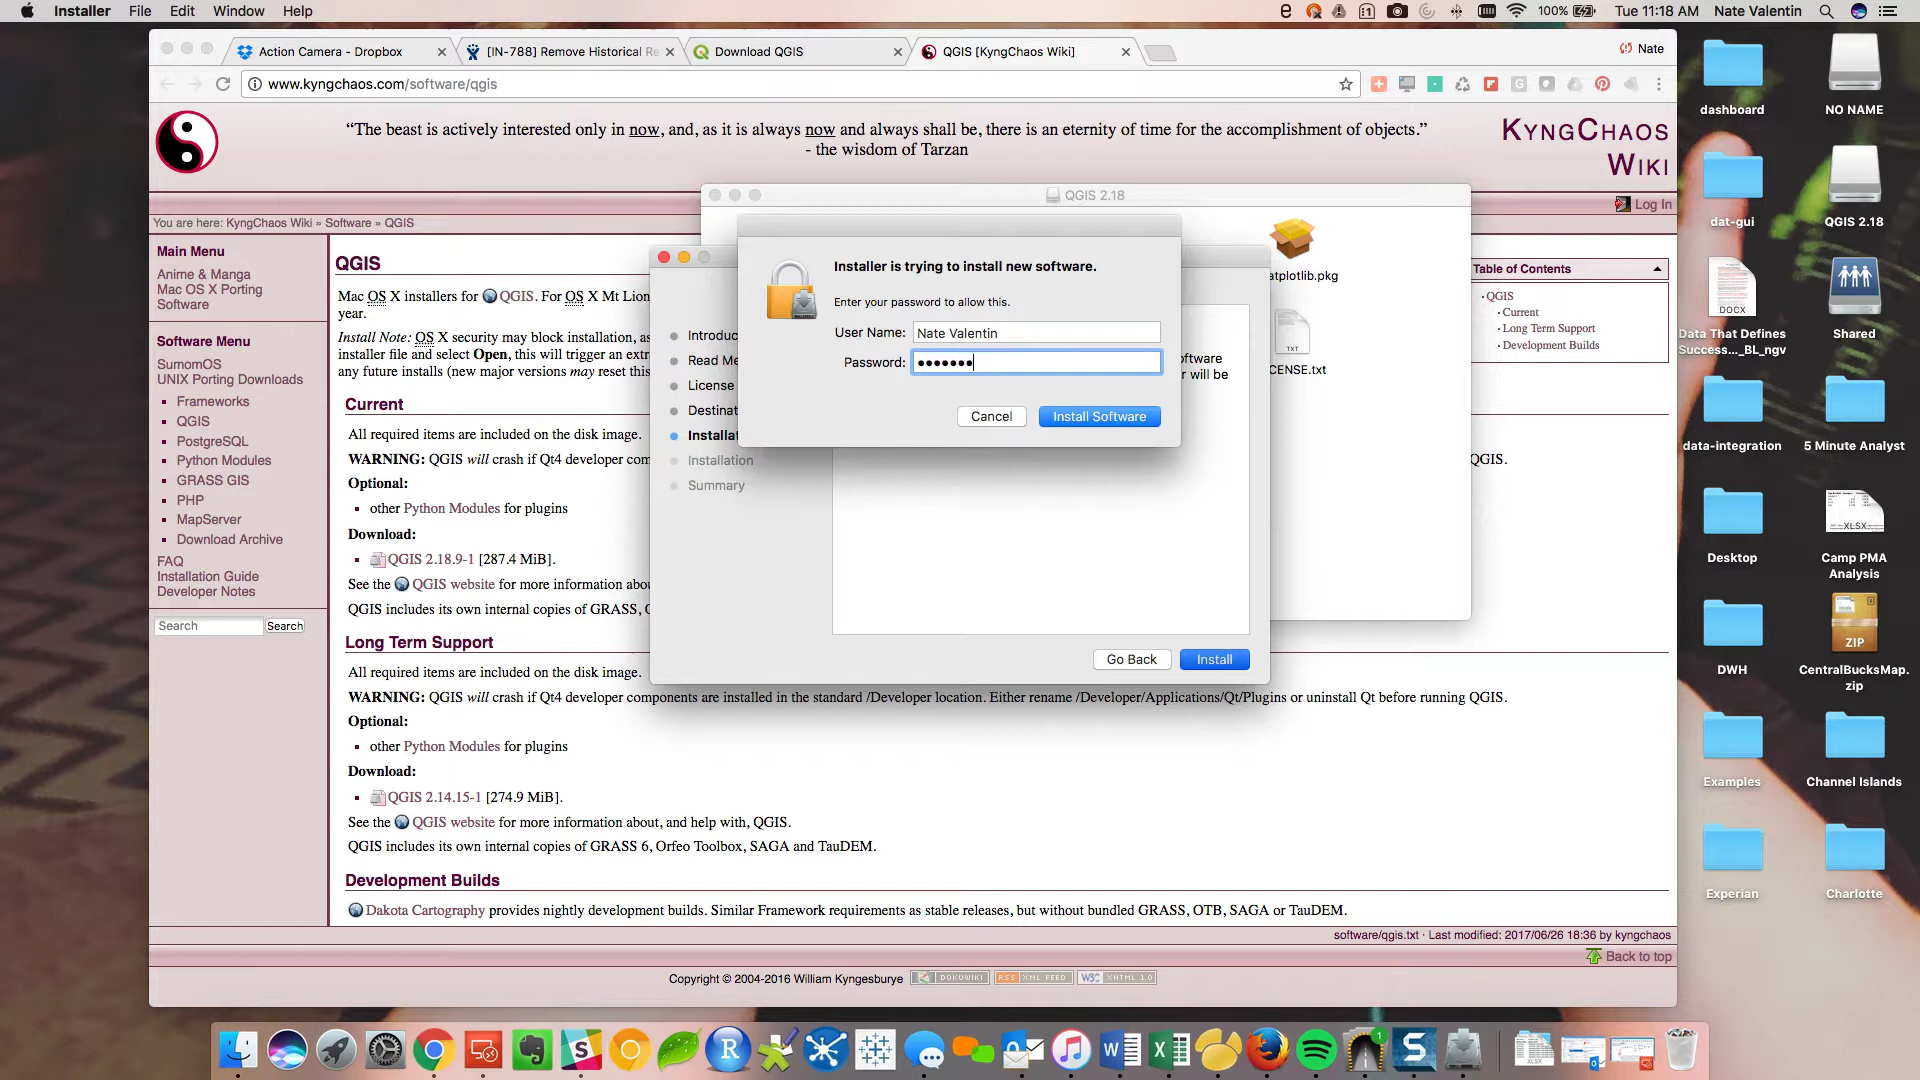 Installer File Edit Window Help
100% Tue 11:18 AM Nate Valentin
Action Camera - Dropbox
[IN-788] Remove Historical Re
Download QGIS
QGIS [KyngChaos Wiki]
Nate
www.kyngchaos.com/software/qgis
“The beast is actively interested only in now, and, as it is always now and always shall be, there is an eternity of time for the accomplishment of objects.”
- the wisdom of Tarzan
KYNGCHAOS
WIKI
Log In
You are here: KyngChaos Wiki » Software » QGIS
Main Menu
Anime & Manga
Mac OS X Porting
Software
Software Menu
SumomOS
UNIX Porting Downloads
Frameworks
QGIS
PostgreSQL
Python Modules
GRASS GIS
PHP
MapServer
Download Archive
FAQ
Installation Guide
Developer Notes
Search
Search
QGIS
Mac OS X installers for QGIS. For OS X Mt Lion
year.
Install Note: OS X security may block installation, as
installer file and select Open, this will trigger an extr
any future installs (new major versions may reset this
Current
All required items are included on the disk image.
WARNING: QGIS will crash if Qt4 developer com
QGIS.
Optional:
other Python Modules for plugins
Download:
QGIS 2.18.9-1 [287.4 MiB].
See the QGIS website for more information abou
QGIS includes its own internal copies of GRASS, O
Long Term Support
All required items are included on the disk image.
WARNING: QGIS will crash if Qt4 developer components are installed in the standard /Developer location. Either rename /Developer/Applications/Qt/Plugins or uninstall Qt before running QGIS.
Optional:
other Python Modules for plugins
Download:
QGIS 2.14.15-1 [274.9 MiB].
See the QGIS website for more information about, and help with, QGIS.
QGIS includes its own internal copies of GRASS 6, Orfeo Toolbox, SAGA and TauDEM.
Development Builds
Dakota Cartography provides nightly development builds. Similar Framework requirements as stable releases, but without bundled GRASS, OTB, SAGA or TauDEM.
software/qgis.txt · Last modified: 2017/06/26 18:36 by kyngchaos
Back to top
Copyright © 2004-2016 William Kyngesburye
DOKUWIKI
RSS XML FEED
W3C XHTML 1.0
Table of Contents
QGIS
Current
Long Term Support
Development Builds
QGIS 2.18
atplotlib.pkg
TXT
CENSE.txt
Introduc
Read Me
License
Destinat
Installat
Installation
Summary
oftware
r will be
Go Back
Install
Installer is trying to install new software.
Enter your password to allow this.
User Name: Nate Valentin
Password: •••••••
Cancel
Install Software
dashboard
NO NAME
dat-gui
QGIS 2.18
DOCX
Data That Defines
Success..._BL_ngv
Shared
data-integration
5 Minute Analyst
Desktop
XLSX
Camp PMA
Analysis
DWH
ZIP
CentralBucksMap.
zip
Examples
Channel Islands
Experian
Charlotte
1
XLSX